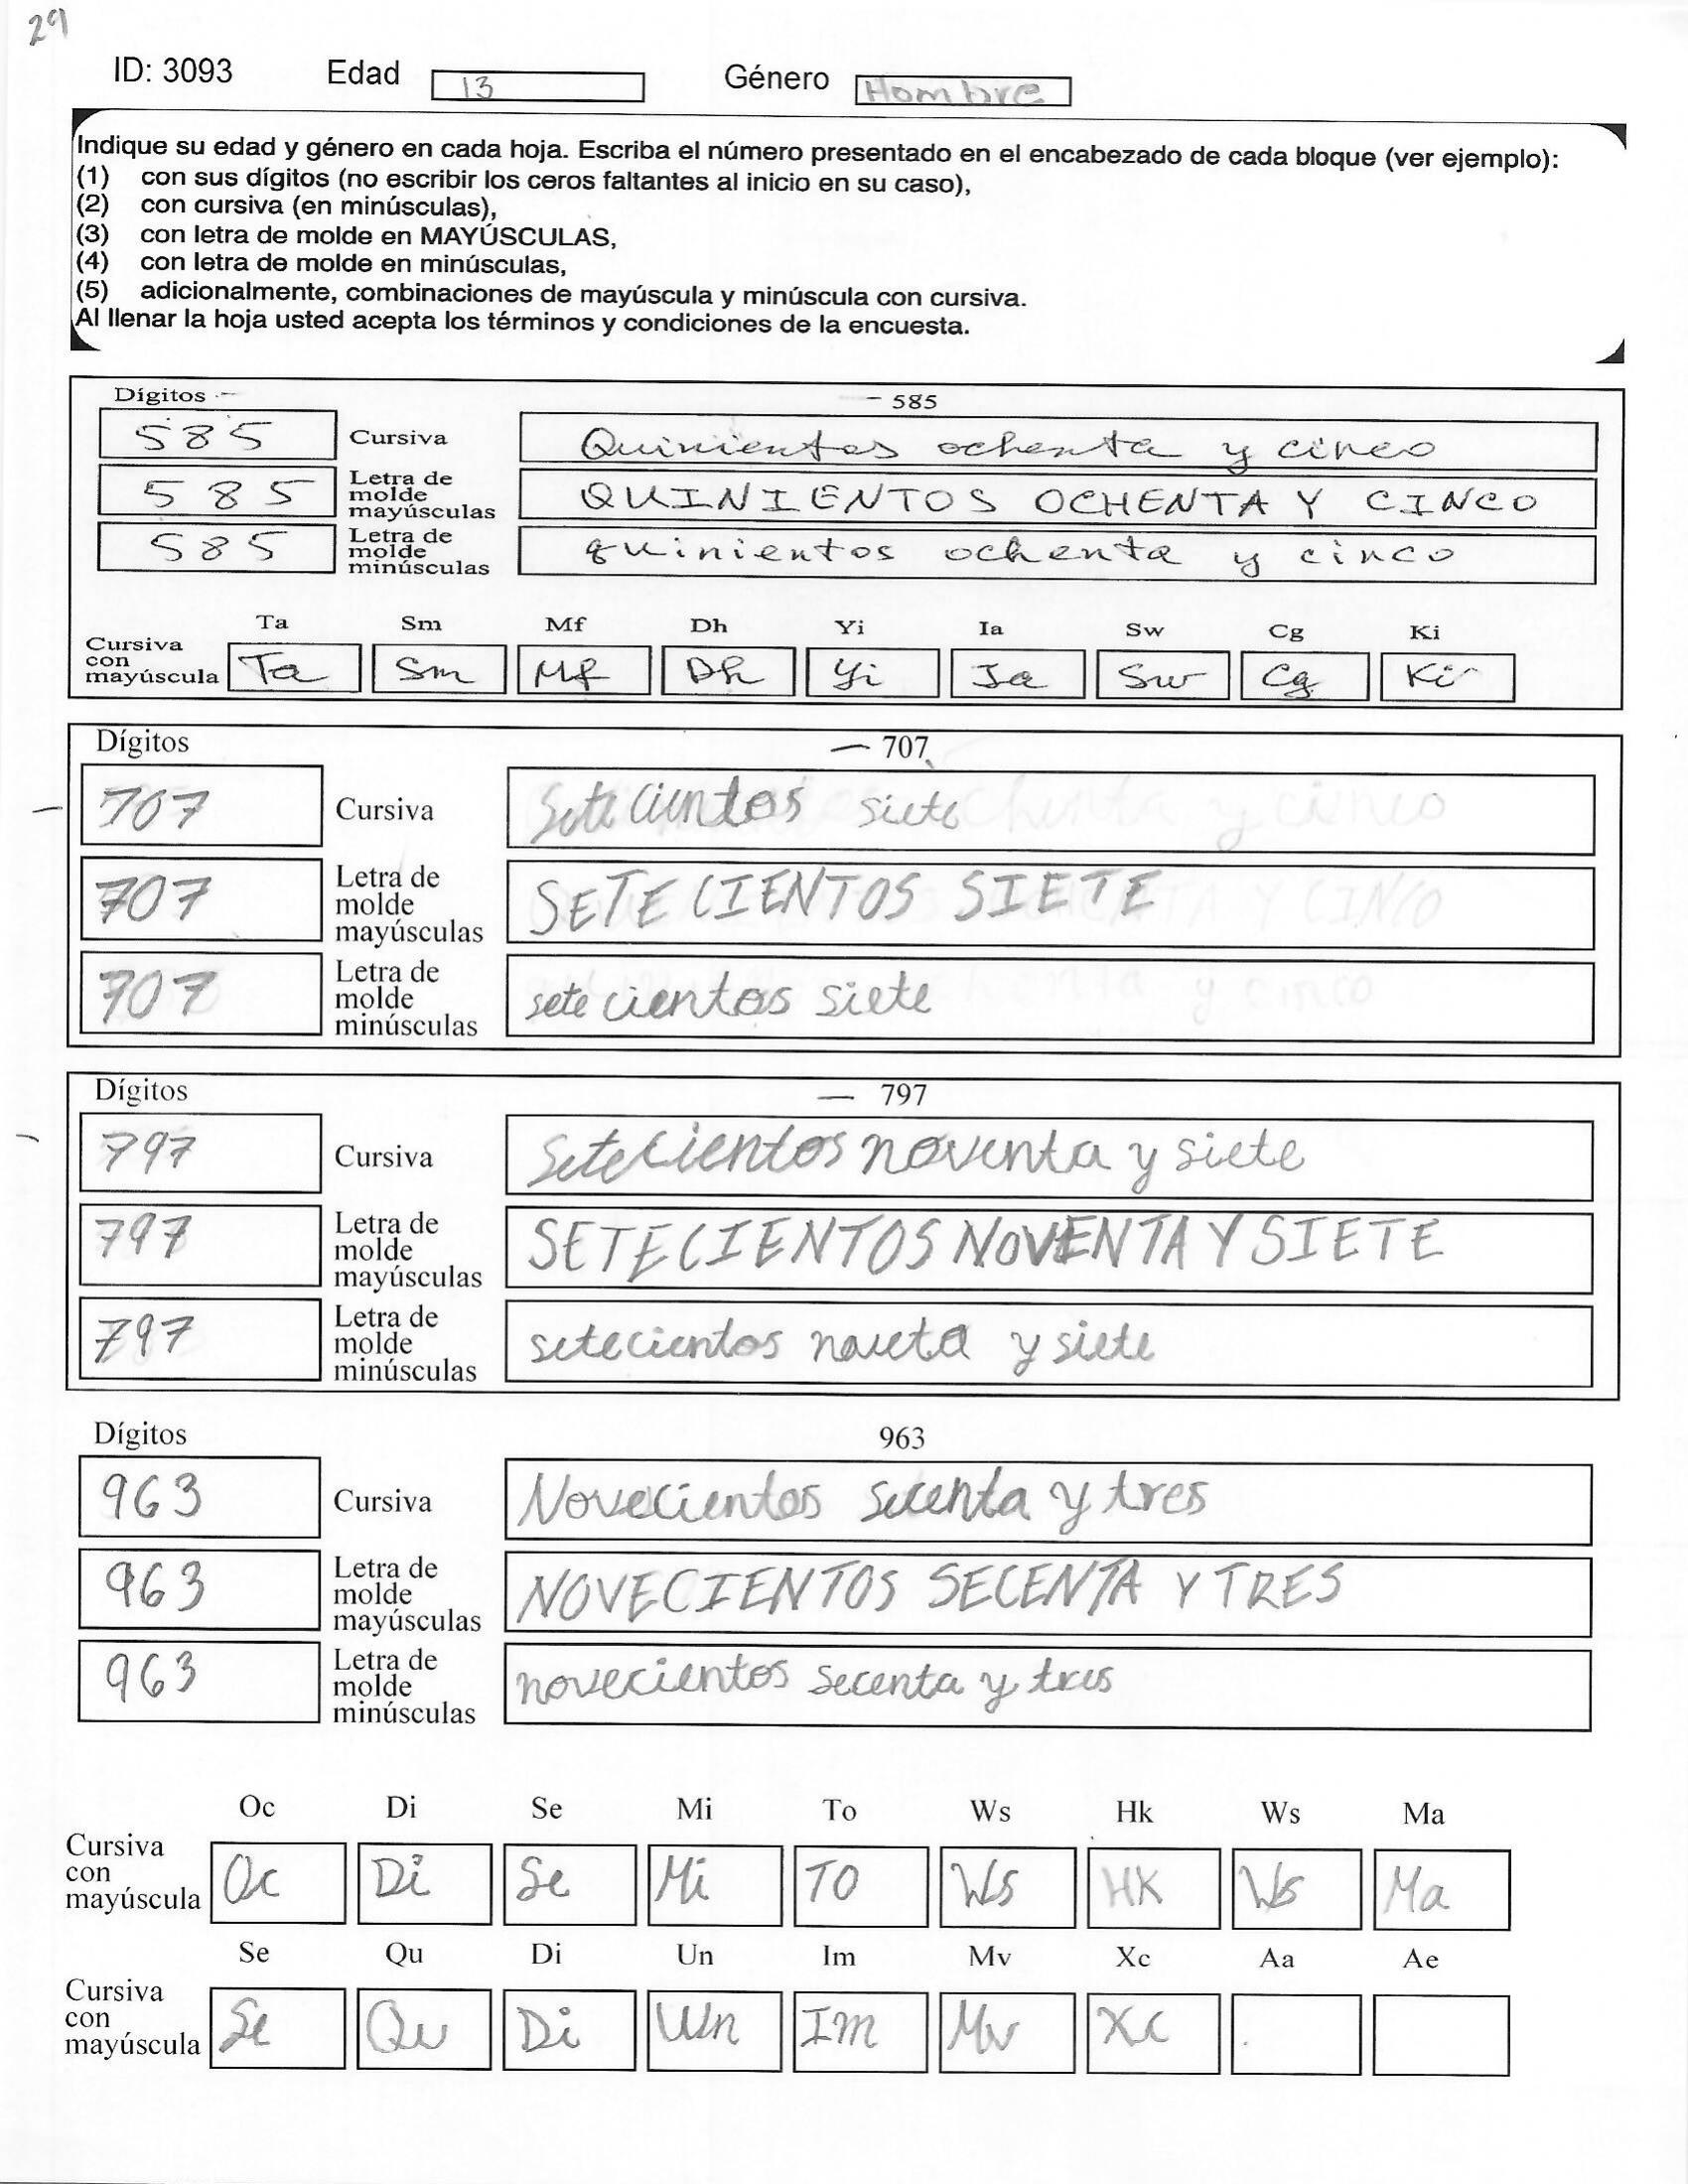 29
ID: 3093 Edad 13 Género Hombre
Indique su edad y género en cada hoja. Escriba el número presentado en el encabezado de cada bloque (ver ejemplo):
(1) con sus dígitos (no escribir los ceros faltantes al inicio en su caso),
(2) con cursiva (en minúsculas),
(3) con letra de molde en MAYÚSCULAS,
(4) con letra de molde en minúsculas,
(5) adicionalmente, combinaciones de mayúscula y minúscula con cursiva.
Al llenar la hoja usted acepta los términos y condiciones de la encuesta.
Dígitos 585
585 Cursiva Quinientos ochenta y cinco
585 Letra de molde mayúsculas QUINIENTOS OCHENTA Y CINCO
585 Letra de molde minúsculas quinientos ochenta y cinco
Ta Sm Mf Dh Yi Ia Sw Cg Ki
Cursiva con mayúscula Ta Sm Mf Dh Yi Ia Sw Cg Ki
Dígitos — 707
707 Cursiva Setecientos siete
707 Letra de molde mayúsculas SETECIENTOS SIETE
707 Letra de molde minúsculas setecientos siete
Dígitos — 797
797 Cursiva Setecientos noventa y siete
797 Letra de molde mayúsculas SETECIENTOS NOVENTA Y SIETE
797 Letra de molde minúsculas setecientos noveta y siete
Dígitos 963
963 Cursiva Novecientos secenta y tres
963 Letra de molde mayúsculas NOVECIENTOS SECENTA Y TRES
963 Letra de molde minúsculas novecientos secenta y tres
Oc Di Se Mi To Ws Hk Ws Ma
Cursiva con mayúscula Oc Di Se Mi TO Ws HK Ws Ma
Se Qu Di Un Im Mv Xc Aa Ae
Cursiva con mayúscula Se Qu Di Un Im Mv Xc